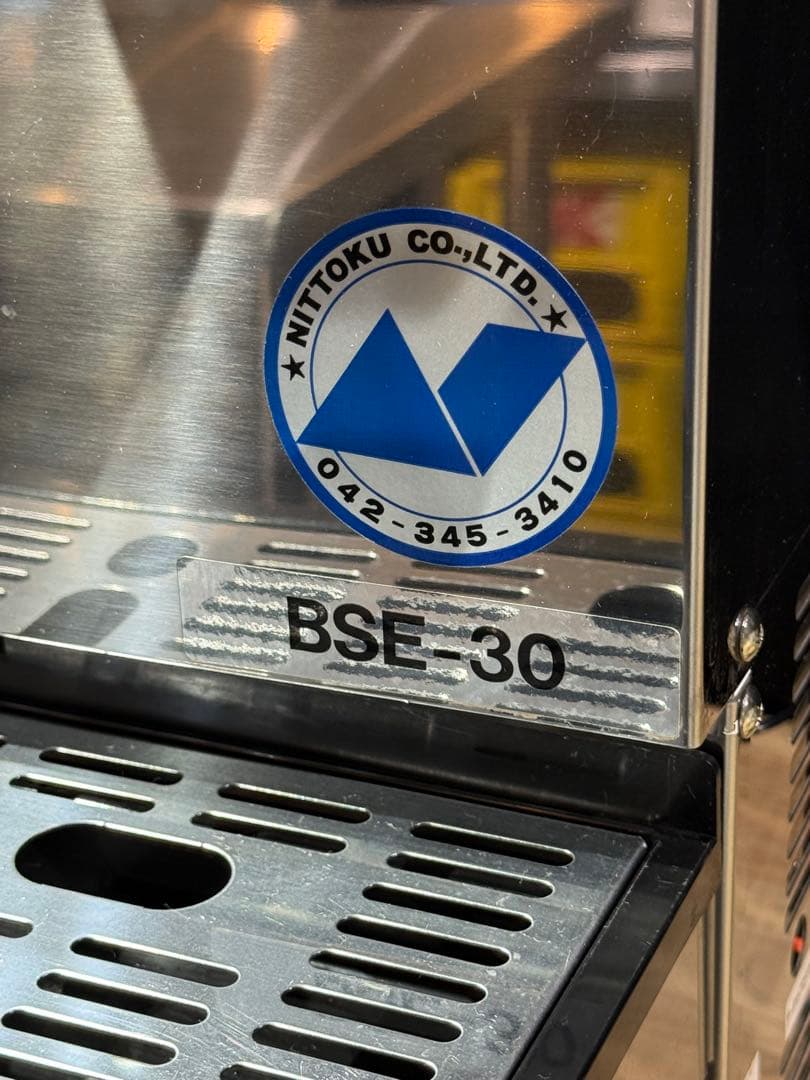 ★ NITTOKU CO.,LTD. ★
042-345-3410
BSE-30